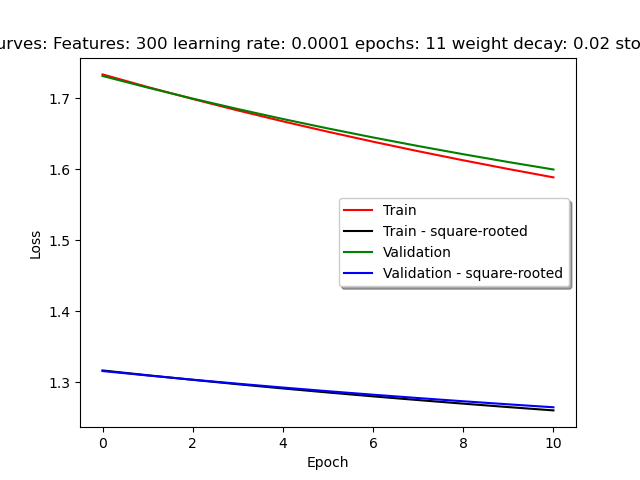 Features: 300 learning rate: 0.0001 epochs: 11 weight decay: 0.02
1.7
1.6
1.5
1.4
1.3
Loss
Train
Train - square-rooted
Validation
Validation - square-rooted
0 2 4 6 8 10
Epoch